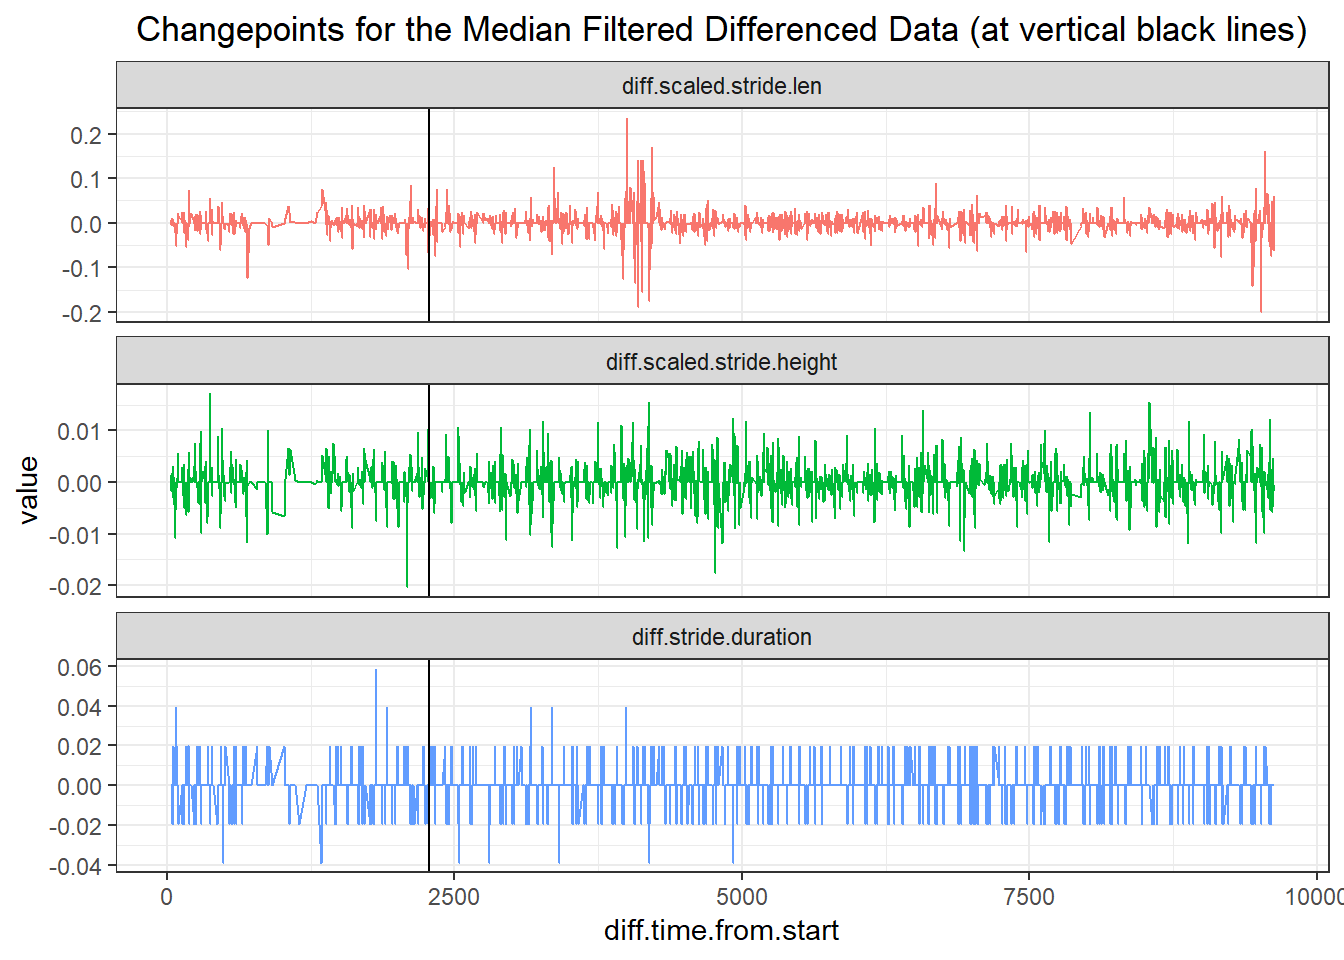 Changepoints for the Median Filtered Differenced Data (at vertical black lines)
diff.scaled.stride.len
0.2
0.1
0.0
-0.1
-0.2
diff.scaled.stride.height
0.01
0.00
-0.01
-0.02
value
diff.stride.duration
0.06
0.04
0.02
0.00
-0.02
-0.04
0 2500 5000 7500 10000
diff.time.from.start